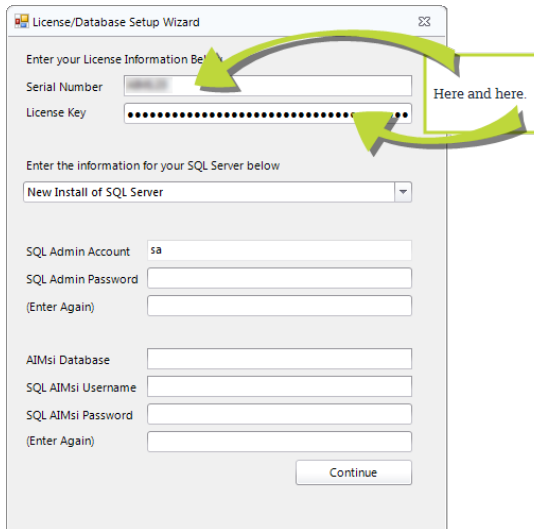 License/Database Setup Wizard
Enter your License Information Below
Serial Number
License Key
Here and here.
Enter the information for your SQL Server below
New Install of SQL Server
SQL Admin Account sa
SQL Admin Password
(Enter Again)
AIMsi Database
SQL AIMsi Username
SQL AIMsi Password
(Enter Again)
Continue